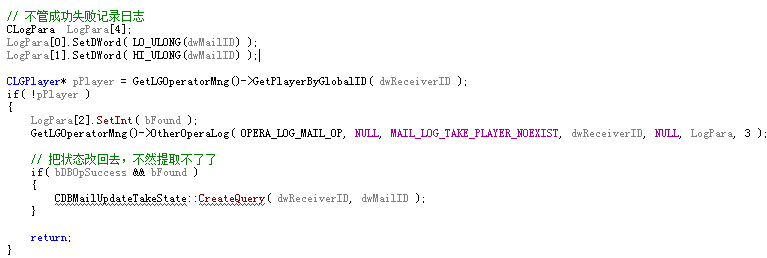 // 不管成功失败记录日志
CLogPara LogPara[4];
LogPara[0].SetDWord( LO_ULONG(dwMailID) );
LogPara[1].SetDWord( HI_ULONG(dwMailID) );
CLGPlayer* pPlayer = GetLGOperatorMng()->GetPlayerByGlobalID( dwReceiverID );
if( !pPlayer )
{
LogPara[2].SetInt( bFound );
GetLGOperatorMng()->OtherOperaLog( OPERA_LOG_MAIL_OP, NULL, MAIL_LOG_TAKE_PLAYER_NOEXIST, dwReceiverID, NULL, LogPara, 3 );
// 把状态改回去，不然提取不了了
if( bDBOpSuccess && bFound )
{
CDBMailUpdateTakeState::CreateQuery( dwReceiverID, dwMailID );
}
return;
}